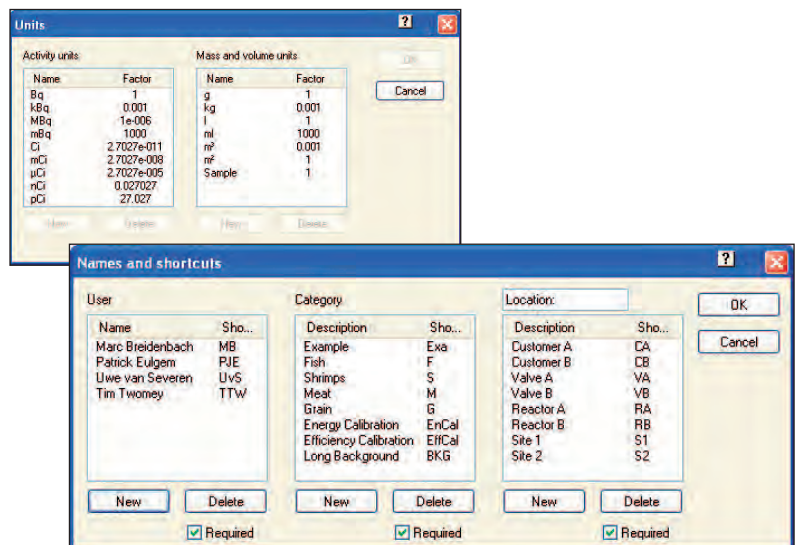 Units
?
Activity units Mass and volume units OK
Name Factor Name Factor
Cancel
Bq 1 g 1
kBq 0.001 kg 0.001
MBq 1e-006 l 1
mBq 1000 ml 1000
Ci 2.7027e-011 m³ 0.001
mCi 2.7027e-008 m² 1
µCi 2.7027e-005 Sample 1
nCi 0.027027
pCi 27.027
New Delete New Delete
Names and shortcuts
?
User Category Location: OK
Name Sho... Description Sho... Description Sho...
Cancel
Marc Breidenbach MB Example Exa Customer A CA
Patrick Eulgem PJE Fish F Customer B CB
Uwe van Severen UvS Shrimps S Valve A VA
Tim Twomey TTW Meat M Valve B VB
Grain G Reactor A RA
Energy Calibration EnCal Reactor B RB
Efficiency Calibration EffCal Site 1 S1
Long Background BKG Site 2 S2
New Delete New Delete New Delete
Required Required Required